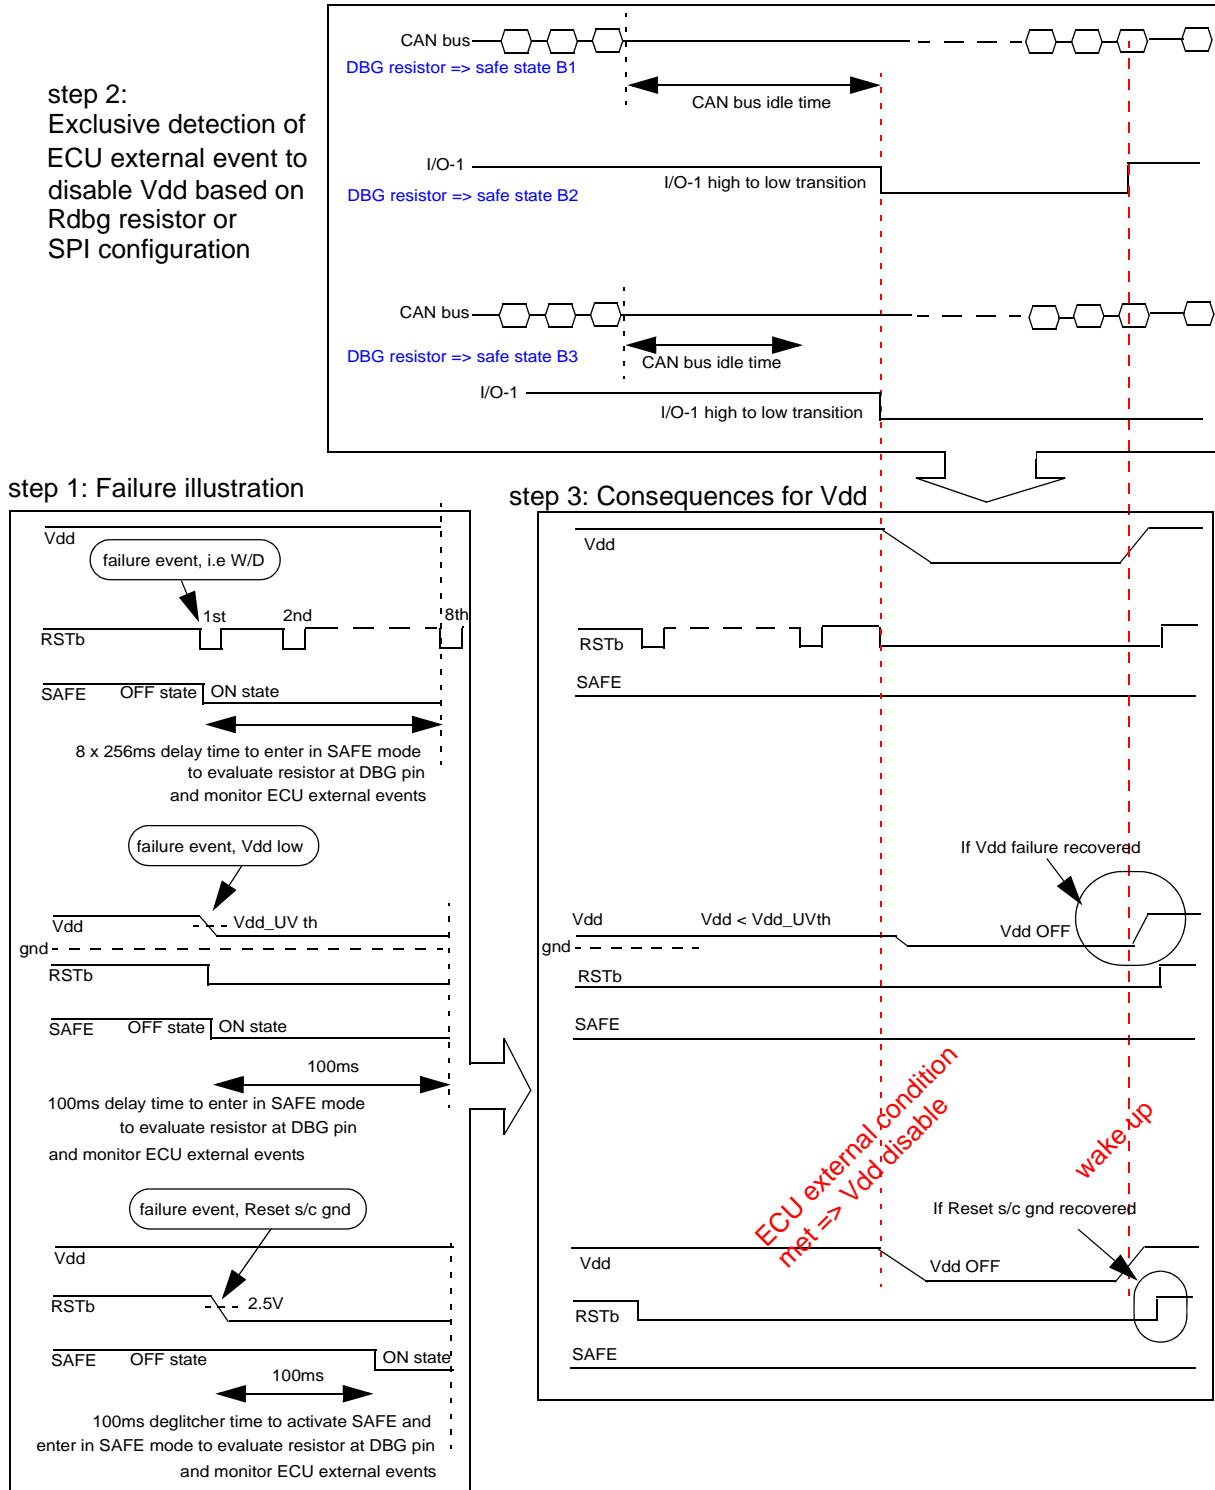 step 2:
Exclusive detection of
ECU external event to
disable Vdd based on
Rdbg resistor or
SPI configuration
CAN bus
DBG resistor => safe state B1
CAN bus idle time
I/O-1
I/O-1 high to low transition
DBG resistor => safe state B2
CAN bus
DBG resistor => safe state B3
CAN bus idle time
I/O-1
I/O-1 high to low transition
step 1: Failure illustration
Vdd
failure event, i.e W/D
1st
2nd
8th
RSTb
SAFE
OFF state
ON state
8 x 256ms delay time to enter in SAFE mode
to evaluate resistor at DBG pin
and monitor ECU external events
failure event, Vdd low
Vdd
Vdd_UV th
gnd
RSTb
SAFE
OFF state
ON state
100ms
100ms delay time to enter in SAFE mode
to evaluate resistor at DBG pin
and monitor ECU external events
failure event, Reset s/c gnd
Vdd
RSTb
2.5V
SAFE
OFF state
ON state
100ms
100ms deglitcher time to activate SAFE and
enter in SAFE mode to evaluate resistor at DBG pin
and monitor ECU external events
step 3: Consequences for Vdd
Vdd
RSTb
SAFE
If Vdd failure recovered
Vdd
Vdd < Vdd_UVth
Vdd OFF
gnd
RSTb
SAFE
ECU external condition
met => Vdd disable
wake up
If Reset s/c gnd recovered
Vdd
Vdd OFF
RSTb
SAFE